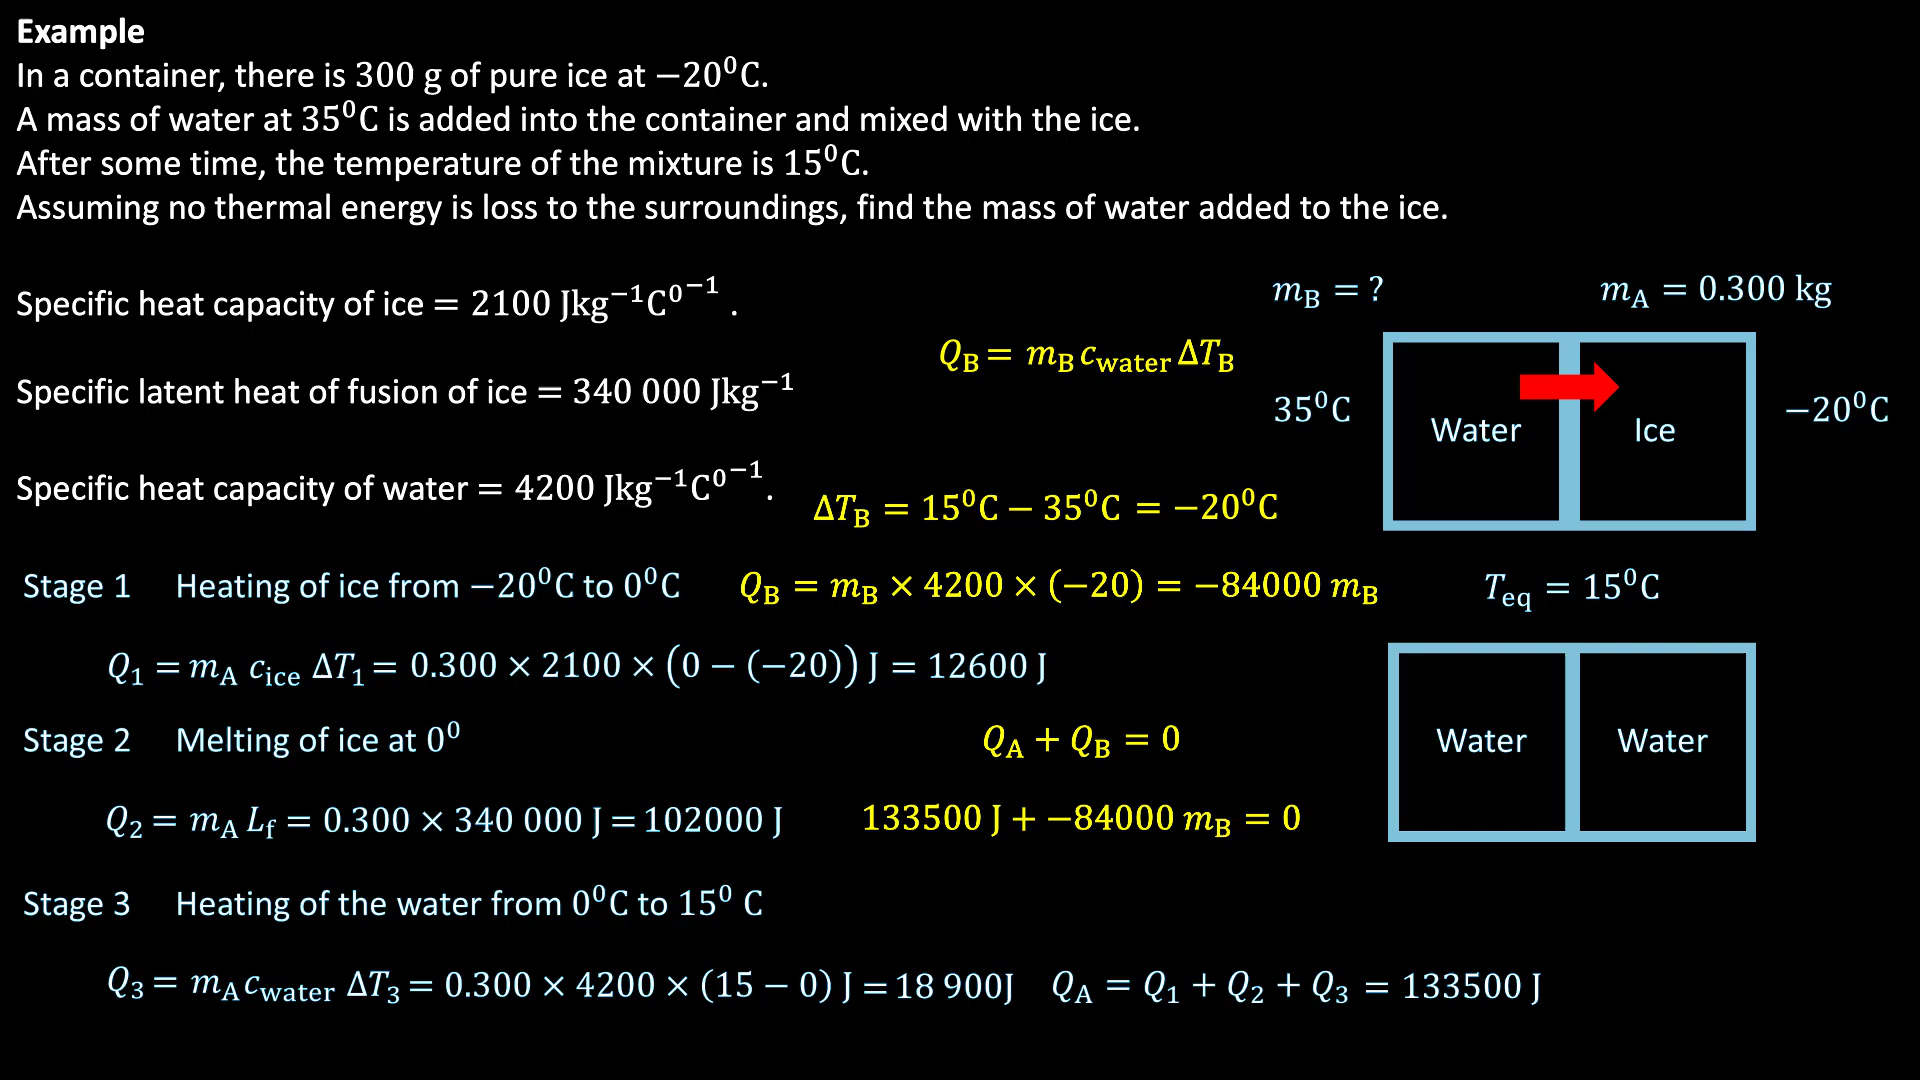 Example
In a container, there is 300 g of pure ice at −20⁰C.
A mass of water at 35⁰C is added into the container and mixed with the ice.
After some time, the temperature of the mixture is 15⁰C.
Assuming no thermal energy is loss to the surroundings, find the mass of water added to the ice.
Specific heat capacity of ice = 2100 Jkg⁻¹C⁰⁻¹ .
Specific latent heat of fusion of ice = 340 000 Jkg⁻¹
Specific heat capacity of water = 4200 Jkg⁻¹C⁰⁻¹.
m_B = ?
m_A = 0.300 kg
Q_B = m_B c_water ΔT_B
35⁰C
Water
Ice
−20⁰C
ΔT_B = 15⁰C − 35⁰C = −20⁰C
Stage 1 Heating of ice from −20⁰C to 0⁰C
Q_B = m_B × 4200 × (−20) = −84000 m_B
T_eq = 15⁰C
Q₁ = m_A c_ice ΔT₁ = 0.300 × 2100 × (0 − (−20)) J = 12600 J
Stage 2 Melting of ice at 0⁰
Q_A + Q_B = 0
Water
Water
Q₂ = m_A L_f = 0.300 × 340 000 J = 102000 J
133500 J + −84000 m_B = 0
Stage 3 Heating of the water from 0⁰C to 15⁰ C
Q₃ = m_A c_water ΔT₃ = 0.300 × 4200 × (15 − 0) J = 18 900J
Q_A = Q₁ + Q₂ + Q₃ = 133500 J